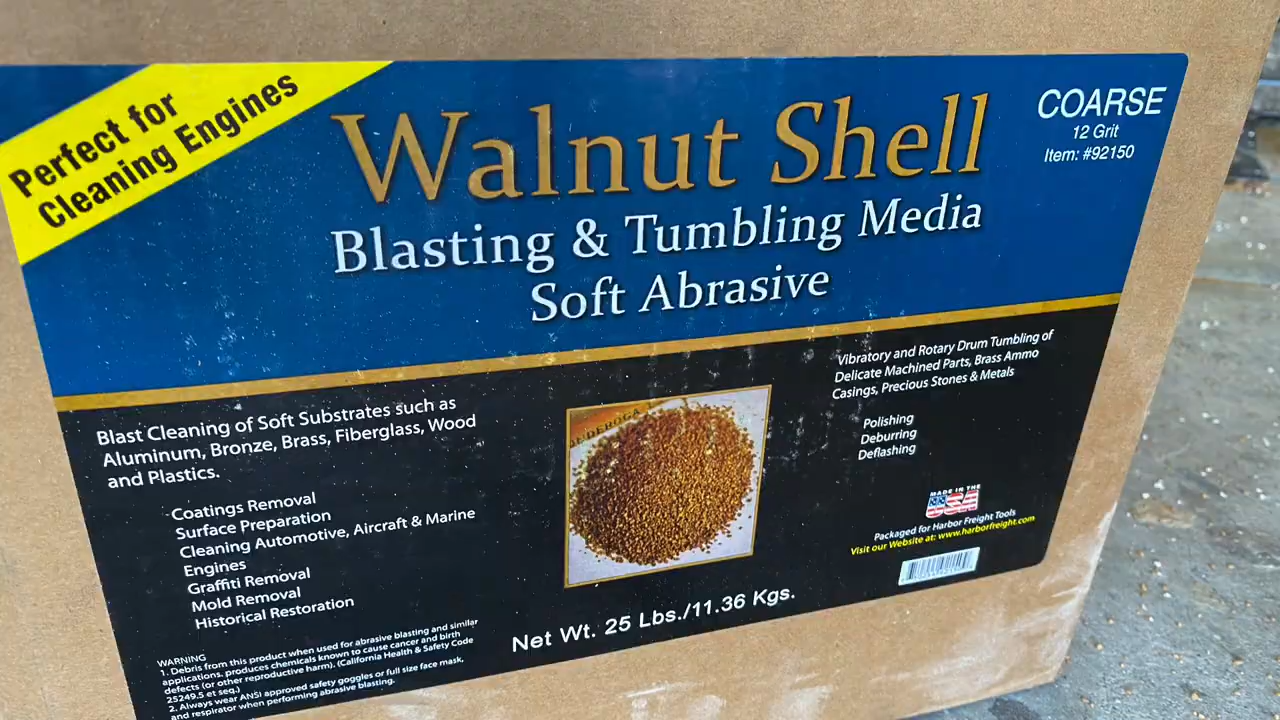 Perfect for
Cleaning Engines
Walnut Shell
Blasting & Tumbling Media
Soft Abrasive
COARSE
12 Grit
Item: #92150
Blast Cleaning of Soft Substrates such as
Aluminum, Bronze, Brass, Fiberglass, Wood
and Plastics.
Coatings Removal
Surface Preparation
Cleaning Automotive, Aircraft & Marine
Engines
Graffiti Removal
Mold Removal
Historical Restoration
WARNING
1. Debris from this product when used for abrasive blasting and similar
applications, produces chemicals known to cause cancer and birth
defects (or other reproductive harm). (California Health & Safety Code
25249.5 et seq.)
2. Always wear ANSI approved safety goggles or full size face mask,
and respirator when performing abrasive blasting.
Net Wt. 25 Lbs./11.36 Kgs.
Vibratory and Rotary Drum Tumbling of
Delicate Machined Parts, Brass Ammo
Casings, Precious Stones & Metals
Polishing
Deburring
Deflashing
MADE IN THE
USA
Packaged for Harbor Freight Tools
Visit our Website at: www.harborfreight.com